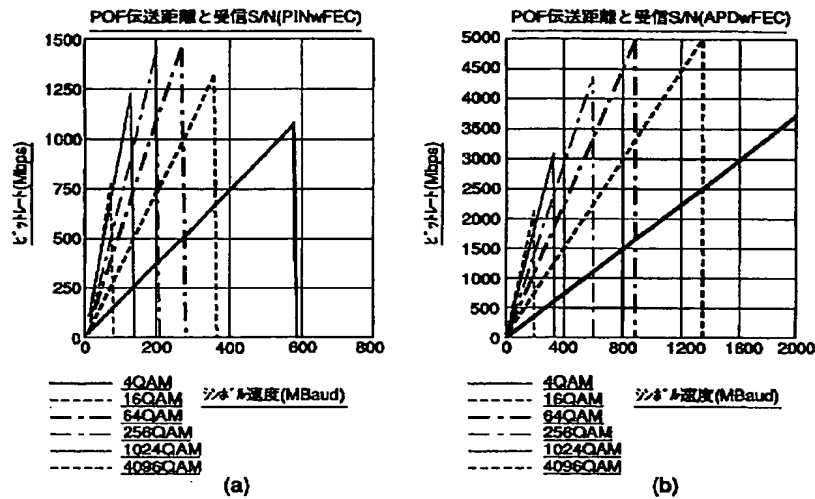 POF伝送距離と受信S/N(PINwFEC)
1500
1250
1000
750
500
250
0
ビットレート(Mbps)
0 200 400 600 800
シンボル速度(MBaud)
4QAM
16QAM
64QAM
256QAM
1024QAM
4096QAM
(a)
POF伝送距離と受信S/N(APDwFEC)
5000
4500
4000
3500
3000
2500
2000
1500
1000
500
0
ビットレート(Mbps)
0 400 800 1200 1600 2000
シンボル速度(MBaud)
4QAM
16QAM
64QAM
256QAM
1024QAM
4096QAM
(b)